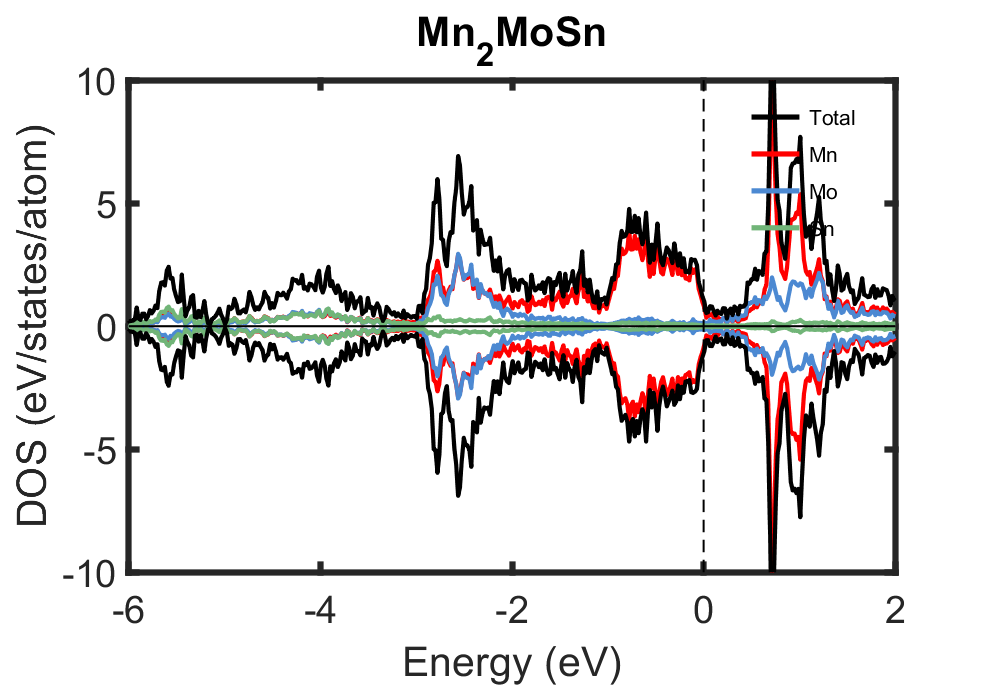 Mn2MoSn
10
5
0
-5
-10
DOS (eV/states/atom)
Total
Mn
Mo
Sn
-6 -4 -2 0 2
Energy (eV)